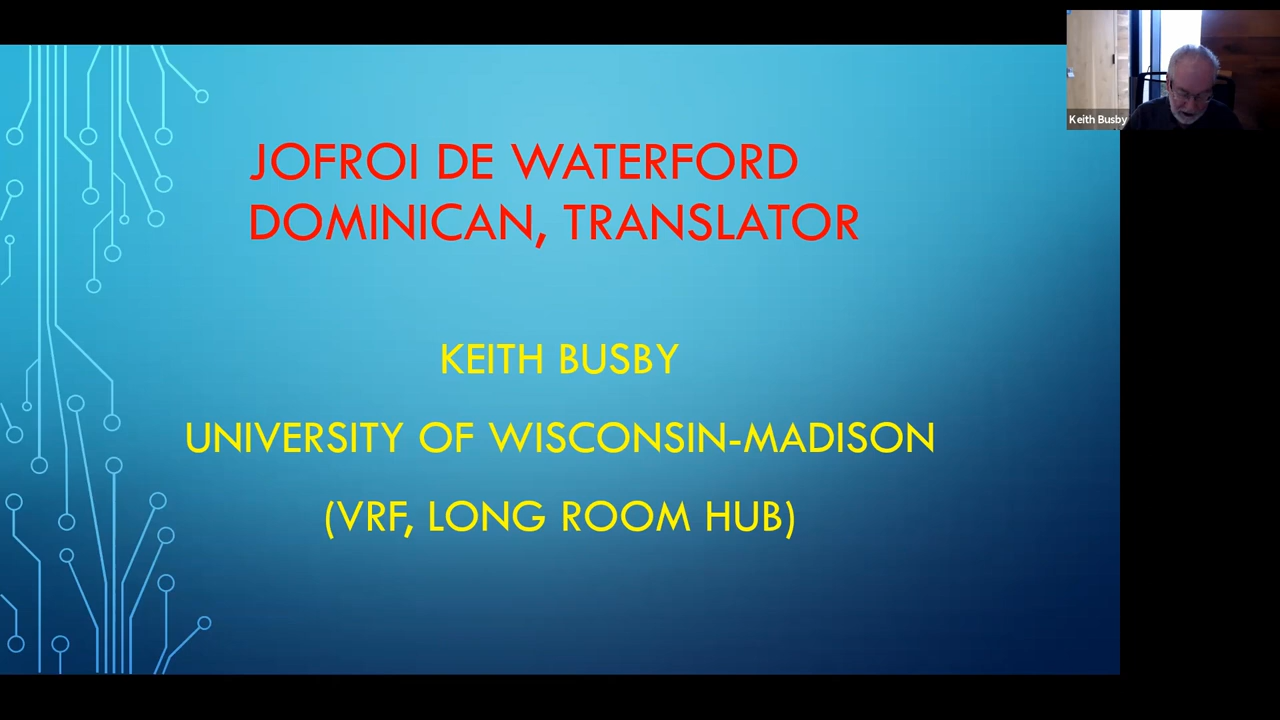 JOFROI DE WATERFORD
DOMINICAN, TRANSLATOR
KEITH BUSBY
UNIVERSITY OF WISCONSIN-MADISON
(VRF, LONG ROOM HUB)
Keith Busby